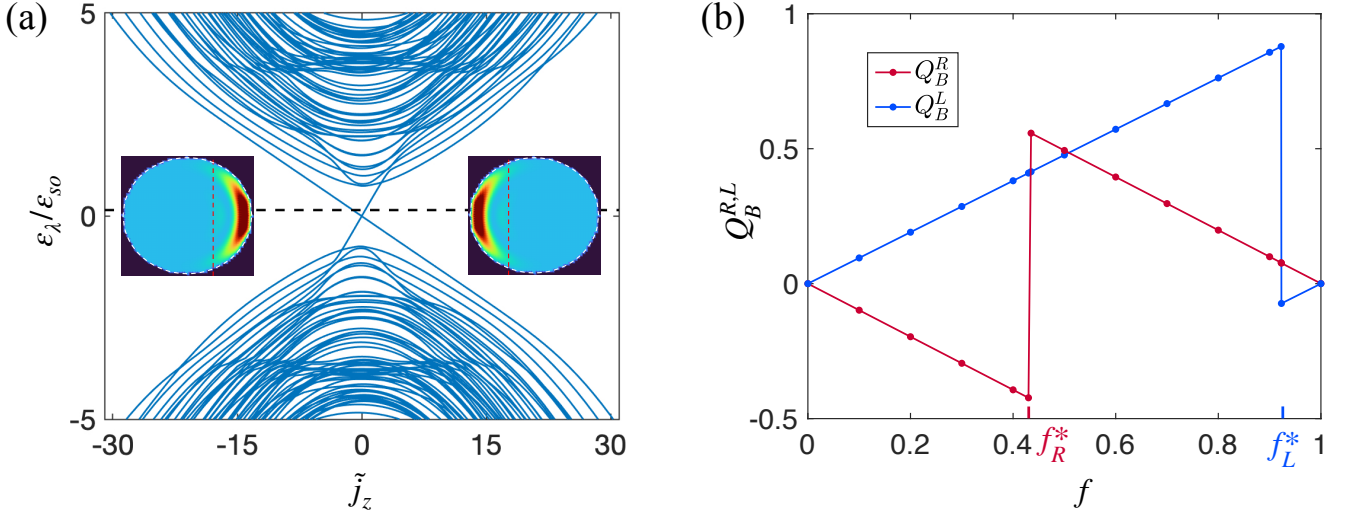 (a)
5
0
-5
ε_λ/ε_so
-30 -15 0 15 30
j̃_z
(b)
1
0.5
0
-0.5
Q_B^{R,L}
Q_B^R
Q_B^L
0 0.2 0.4 0.6 0.8 1
f_R^* f_L^*
f